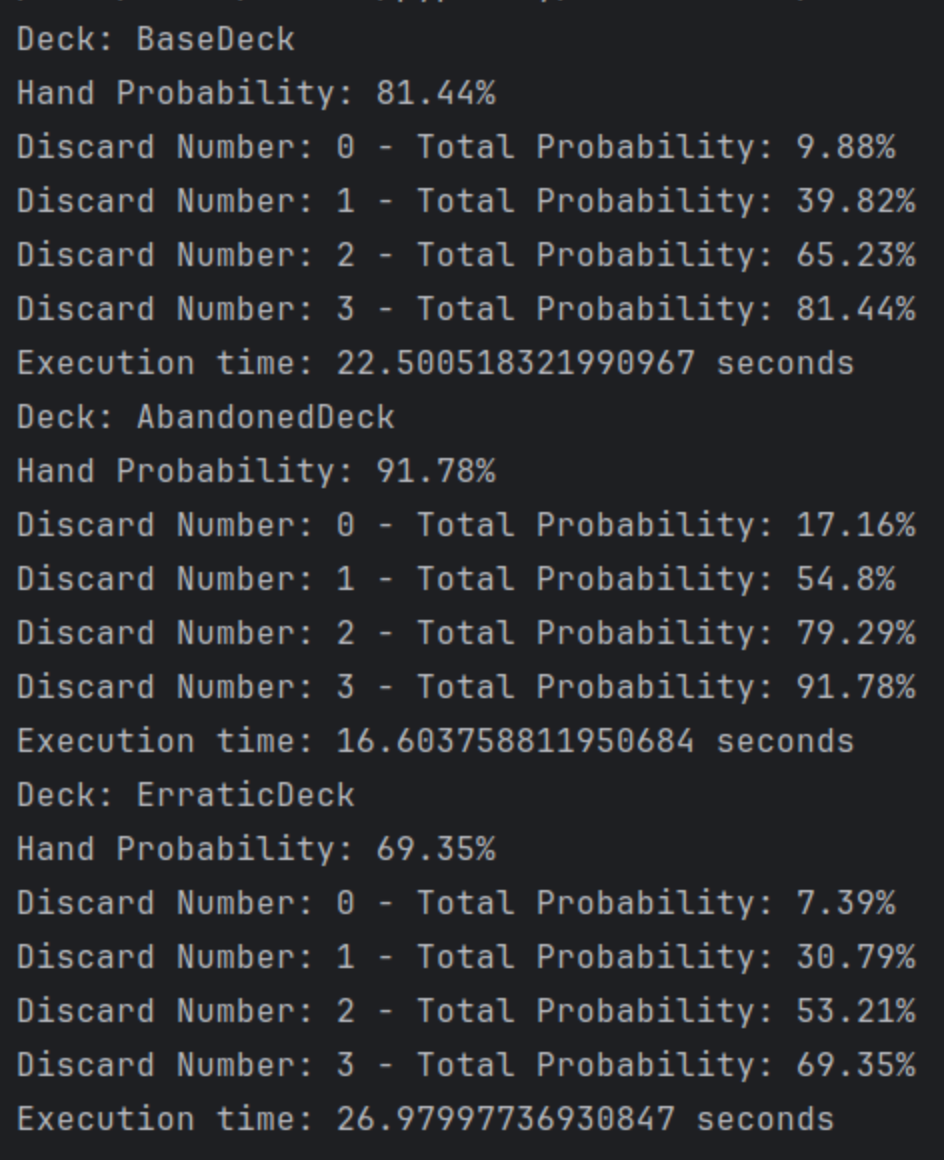 Deck: BaseDeck
Hand Probability: 81.44%
Discard Number: 0 - Total Probability: 9.88%
Discard Number: 1 - Total Probability: 39.82%
Discard Number: 2 - Total Probability: 65.23%
Discard Number: 3 - Total Probability: 81.44%
Execution time: 22.500518321990967 seconds
Deck: AbandonedDeck
Hand Probability: 91.78%
Discard Number: 0 - Total Probability: 17.16%
Discard Number: 1 - Total Probability: 54.8%
Discard Number: 2 - Total Probability: 79.29%
Discard Number: 3 - Total Probability: 91.78%
Execution time: 16.603758811950684 seconds
Deck: ErraticDeck
Hand Probability: 69.35%
Discard Number: 0 - Total Probability: 7.39%
Discard Number: 1 - Total Probability: 30.79%
Discard Number: 2 - Total Probability: 53.21%
Discard Number: 3 - Total Probability: 69.35%
Execution time: 26.97997736930847 seconds